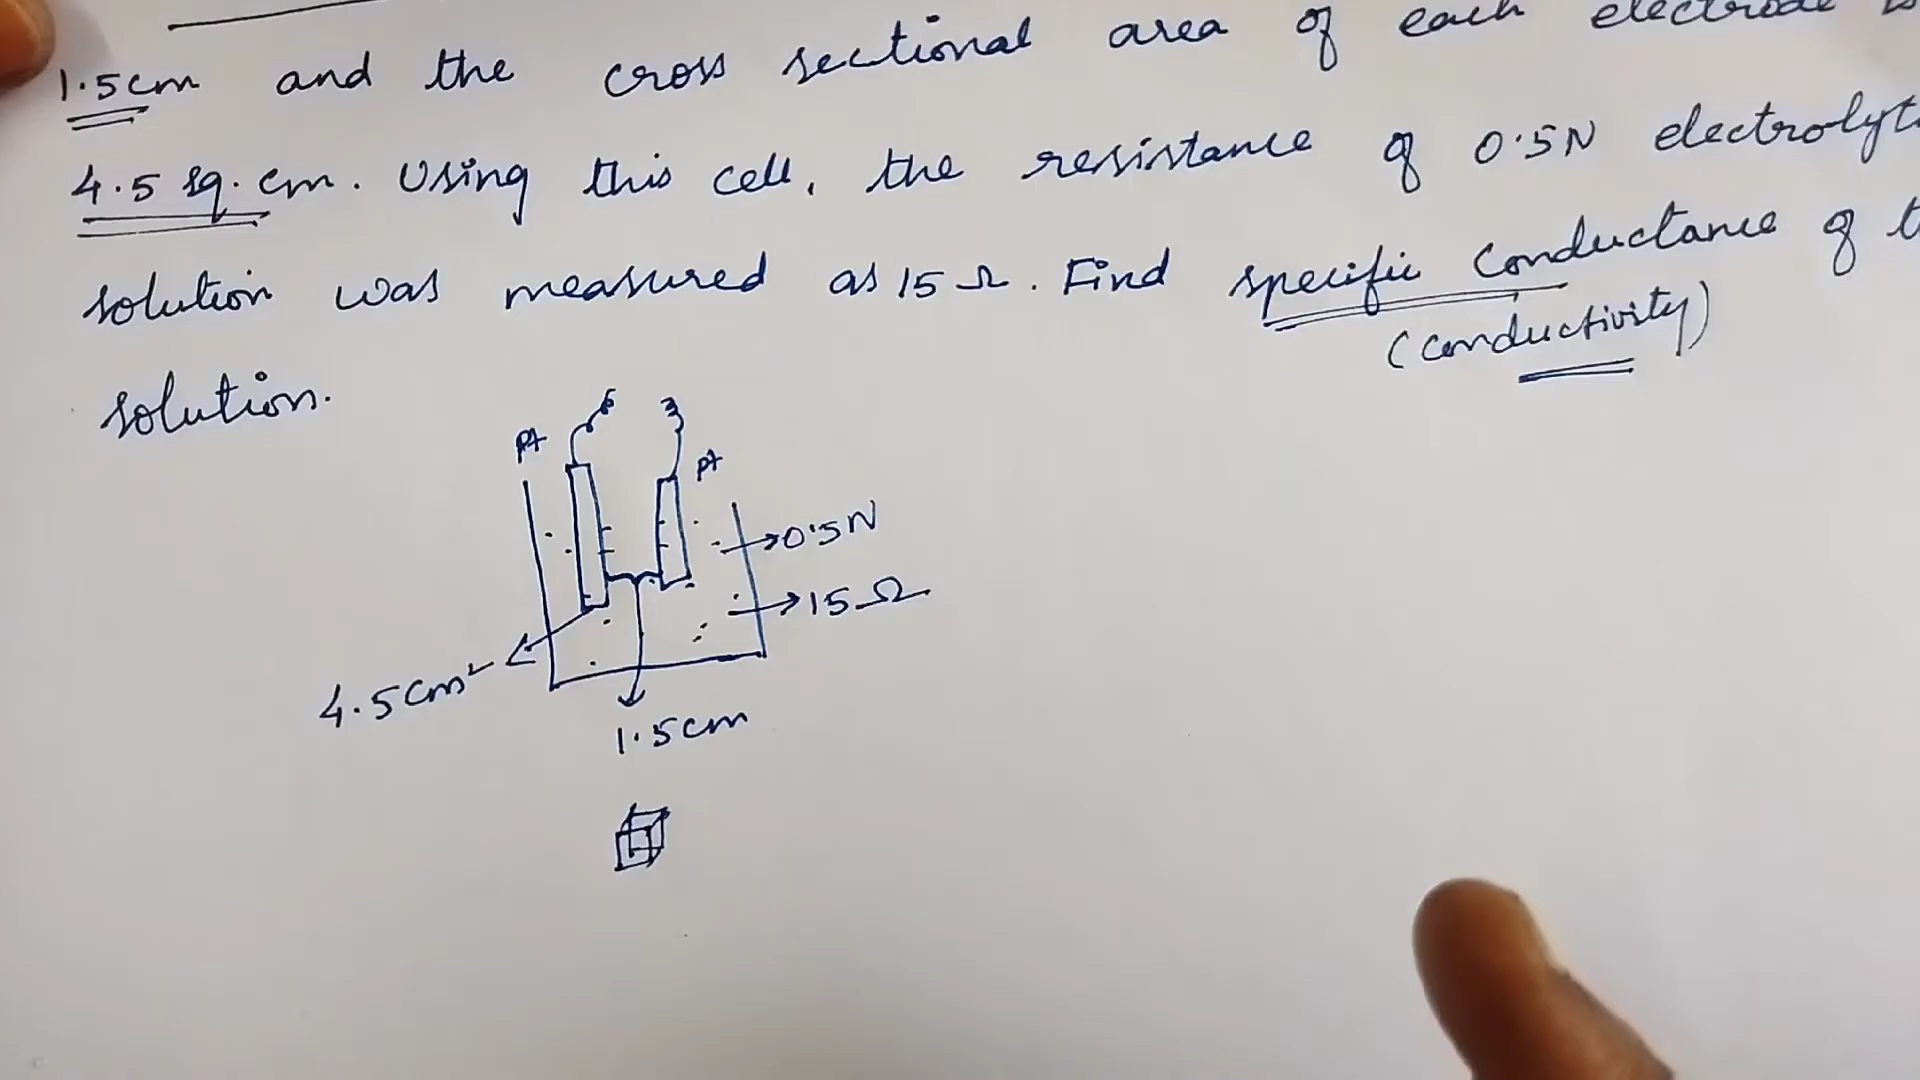 1.5cm and the cross sectional area of each electrode is
4.5 sq. cm. Using this cell, the resistance of 0.5N
solution was measured as 15 Ω. Find specific conductance of
(conductivity)
solution.
pt
pt
0.5N
15 Ω
4.5cm²
1.5cm